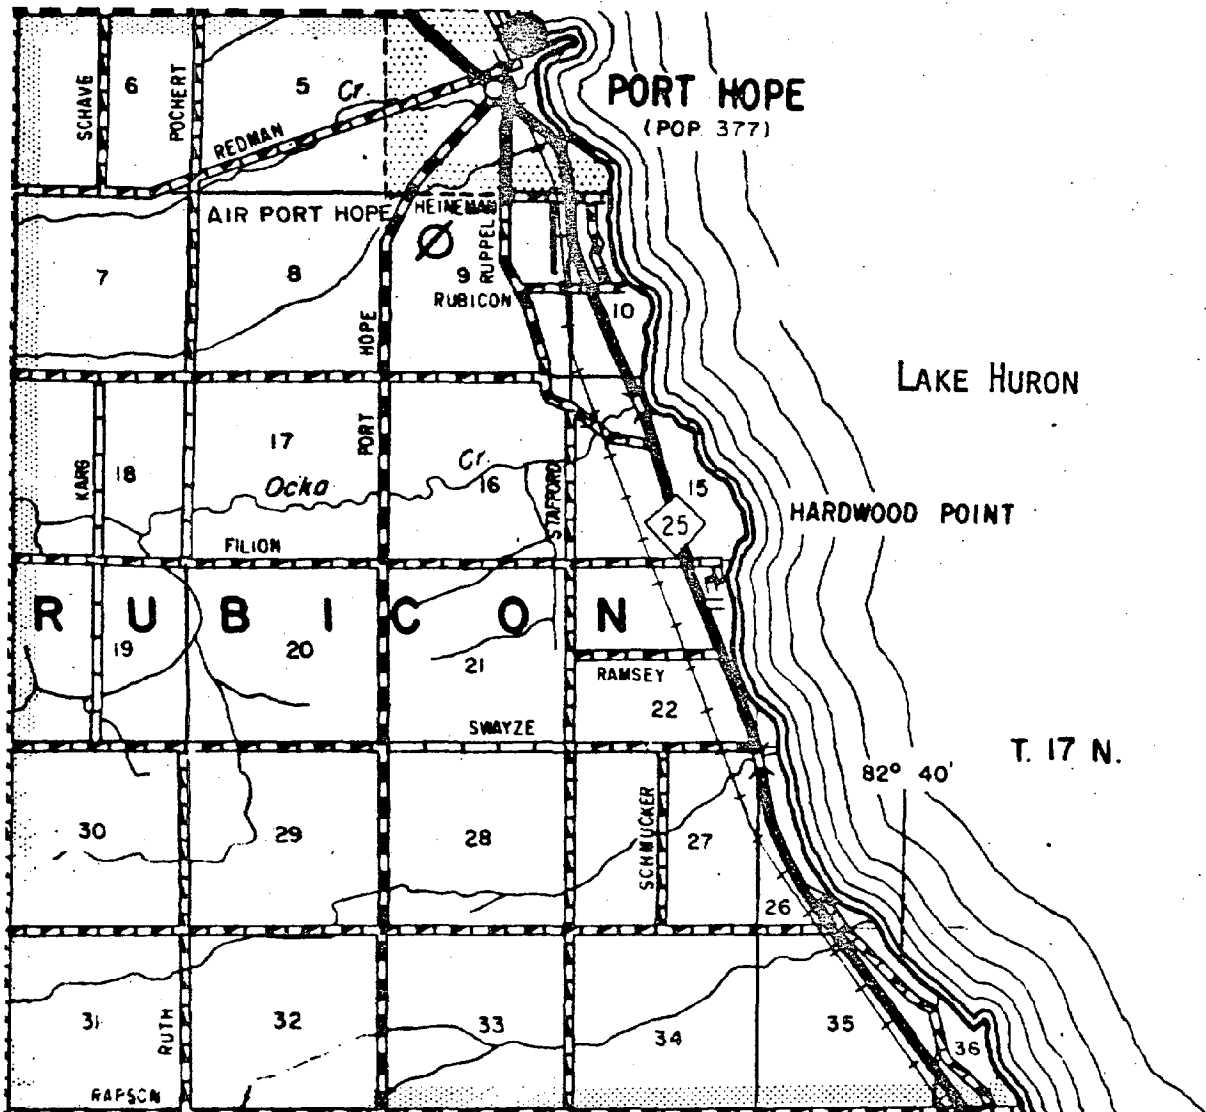 PORT HOPE
(POP. 377)
SCHAVE
6
POCHERT
5
Cr.
REDMAN
AIR PORT HOPE
HEINEMAN
RUPPEL
7
8
9
RUBICON
10
HOPE
PORT
LAKE HURON
17
KARG
18
Ocka
Cr.
16
STAFFORD
15
25
HARDWOOD POINT
FILION
RUBICON
19
20
21
RAMSEY
22
SWAYZE
T. 17 N.
82° 40'
30
29
28
SCHMUCKER
27
26
31
RUTH
32
33
34
35
36
RAPSON